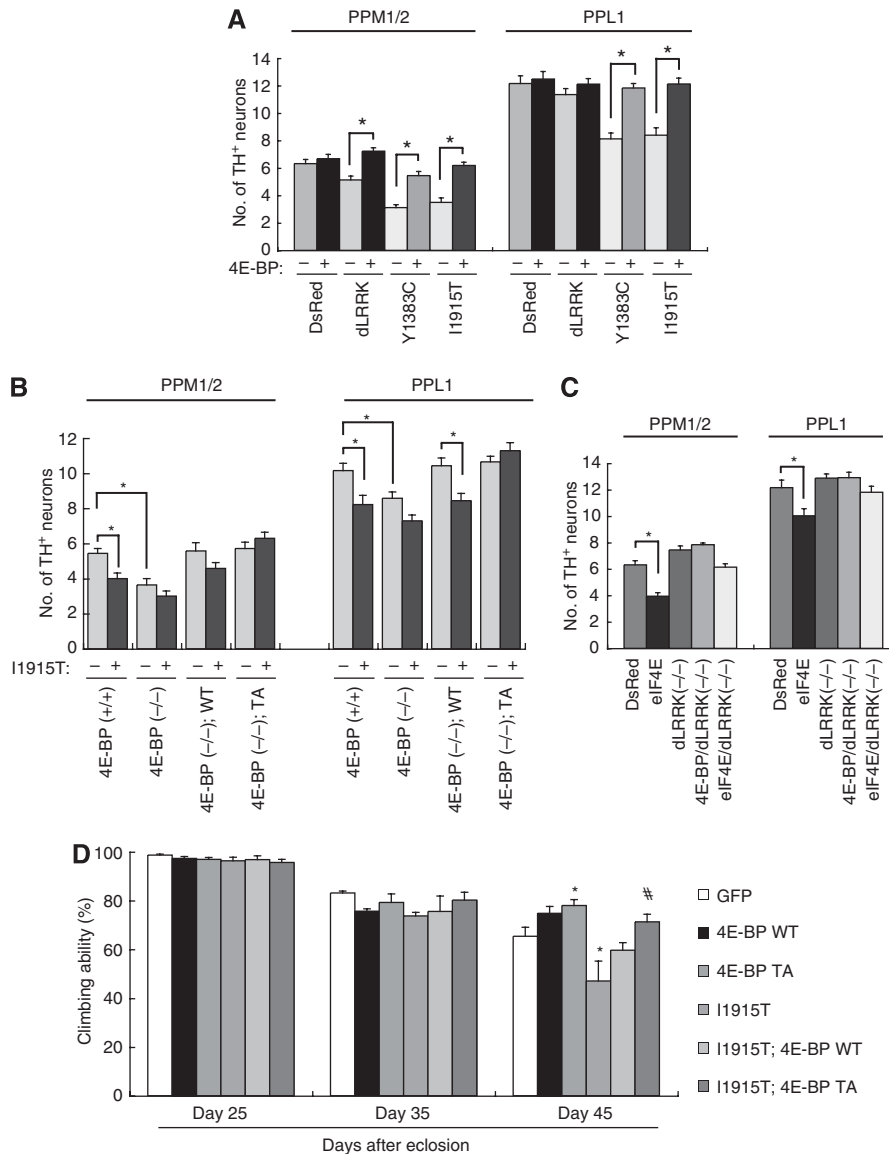 A
PPM1/2
PPL1
No. of TH+ neurons
14
12
10
8
6
4
2
0
* * * * *
4E-BP: – + – + – + – + – + – + – + – +
DsRed
dLRRK
Y1383C
I1915T
DsRed
dLRRK
Y1383C
I1915T
B
PPM1/2
PPL1
No. of TH+ neurons
12
10
8
6
4
2
0
* * * * *
I1915T: – + – + – + – + – + – + – + – +
4E-BP (+/+)
4E-BP (–/–)
4E-BP (–/–); WT
4E-BP (–/–); TA
4E-BP (+/+)
4E-BP (–/–)
4E-BP (–/–); WT
4E-BP (–/–); TA
C
PPM1/2
PPL1
No. of TH+ neurons
14
12
10
8
6
4
2
0
* *
DsRed
eIF4E
dLRRK(–/–)
4E-BP/dLRRK(–/–)
eIF4E/dLRRK(–/–)
DsRed
eIF4E
dLRRK(–/–)
4E-BP/dLRRK(–/–)
eIF4E/dLRRK(–/–)
D
Climbing ability (%)
100
80
60
40
20
0
* * #
Day 25
Day 35
Day 45
Days after eclosion
GFP
4E-BP WT
4E-BP TA
I1915T
I1915T; 4E-BP WT
I1915T; 4E-BP TA